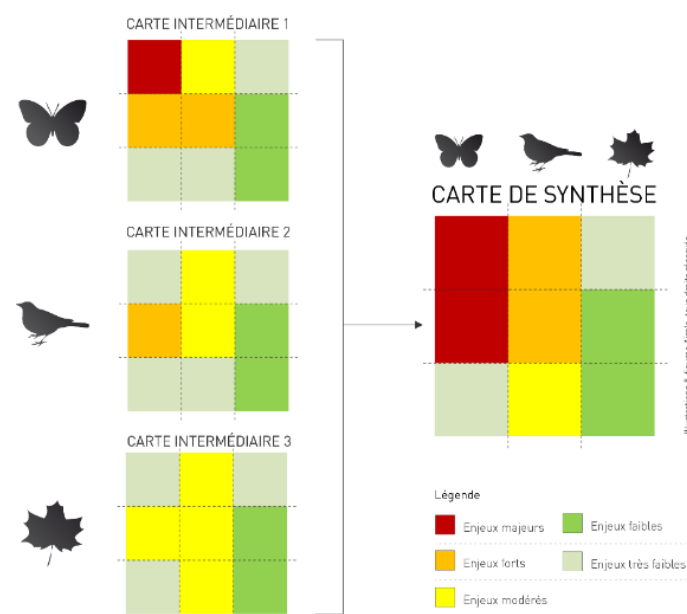 CARTE INTERMÉDIAIRE 1
CARTE INTERMÉDIAIRE 2
CARTE INTERMÉDIAIRE 3
CARTE DE SYNTHÈSE
Légende
Enjeux majeurs
Enjeux faibles
Enjeux forts
Enjeux très faibles
Enjeux modérés